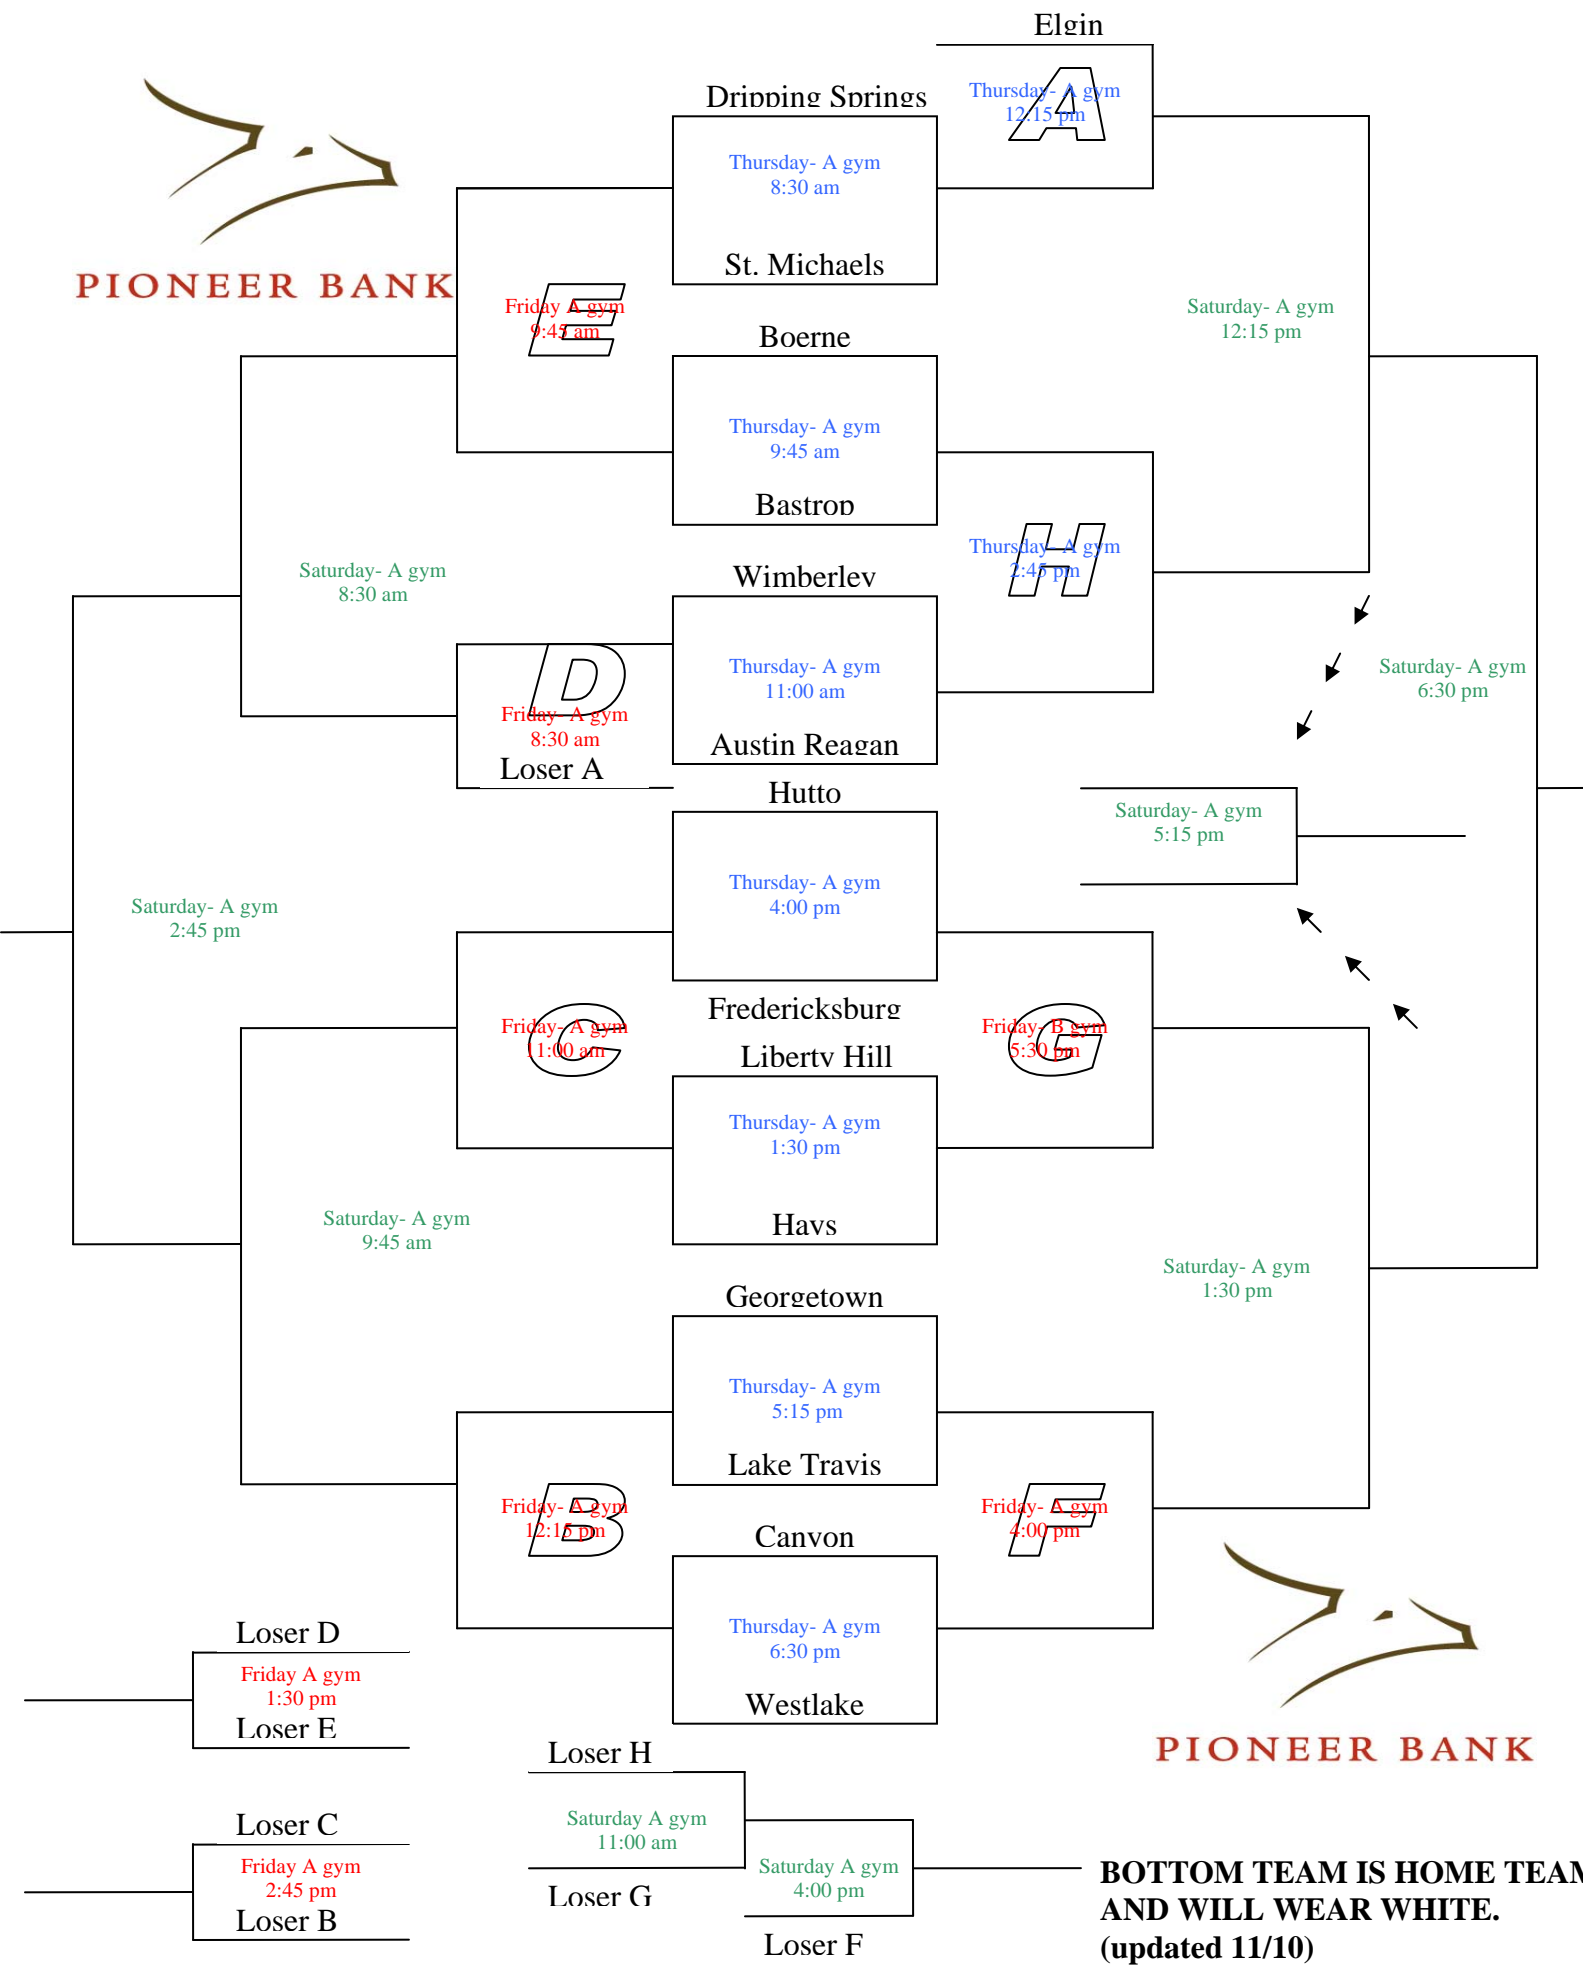 Elgin
Thursday- A gym
12:15 pm
A
Dripping Springs
Thursday- A gym
8:30 am
St. Michaels
PIONEER BANK
E
Friday A gym
9:45 am
Saturday- A gym
12:15 pm
Boerne
Thursday- A gym
9:45 am
Bastrop
H
Thursday- A gym
2:45 pm
Saturday- A gym
8:30 am
Wimberley
Thursday- A gym
11:00 am
Austin Reagan
D
Friday- A gym
8:30 am
Loser A
Saturday- A gym
6:30 pm
Hutto
Thursday- A gym
4:00 pm
Fredericksburg
Saturday- A gym
5:15 pm
Saturday- A gym
2:45 pm
C
Friday- A gym
11:00 am
G
Friday- B gym
5:30 pm
Liberty Hill
Thursday- A gym
1:30 pm
Hays
Saturday- A gym
9:45 am
Saturday- A gym
1:30 pm
Georgetown
Thursday- A gym
5:15 pm
Lake Travis
B
Friday- A gym
12:15 pm
F
Friday- A gym
4:00 pm
Canyon
Thursday- A gym
6:30 pm
Westlake
Loser D
Friday A gym
1:30 pm
Loser E
PIONEER BANK
Loser H
Saturday A gym
11:00 am
Loser G
Loser C
Friday A gym
2:45 pm
Loser B
Saturday A gym
4:00 pm
Loser F
BOTTOM TEAM IS HOME TEAM
AND WILL WEAR WHITE.
(updated 11/10)